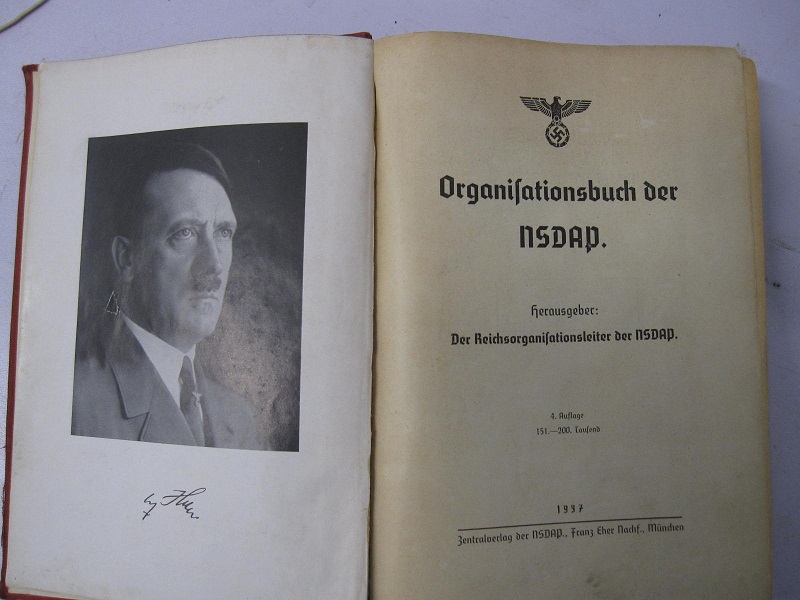 Organiſationsbuch der
NSDAP.
Herausgeber:
Der Reichsorganiſationsleiter der NSDAP.
4. Auflage
151.—200. Tauſend
1937
Zentralverlag der NSDAP., Franz Eher Nachf., München